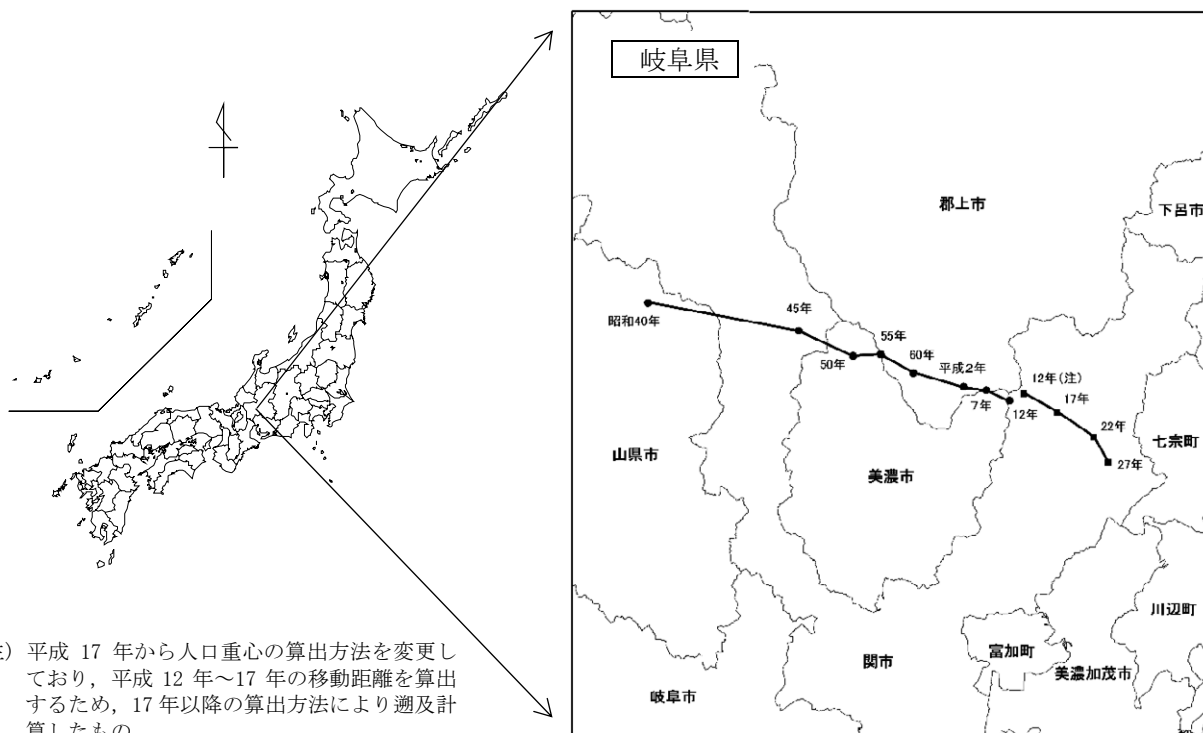 岐阜県
郡上市
下呂市
45年
昭和40年
55年
50年
60年
平成2年
12年(注)
7年
12年
17年
22年
27年
七宗町
山県市
美濃市
川辺町
富加町
関市
美濃加茂市
岐阜市
注) 平成 17 年から人口重心の算出方法を変更し
ており，平成 12 年～17 年の移動距離を算出
するため，17 年以降の算出方法により遡及計
算したもの